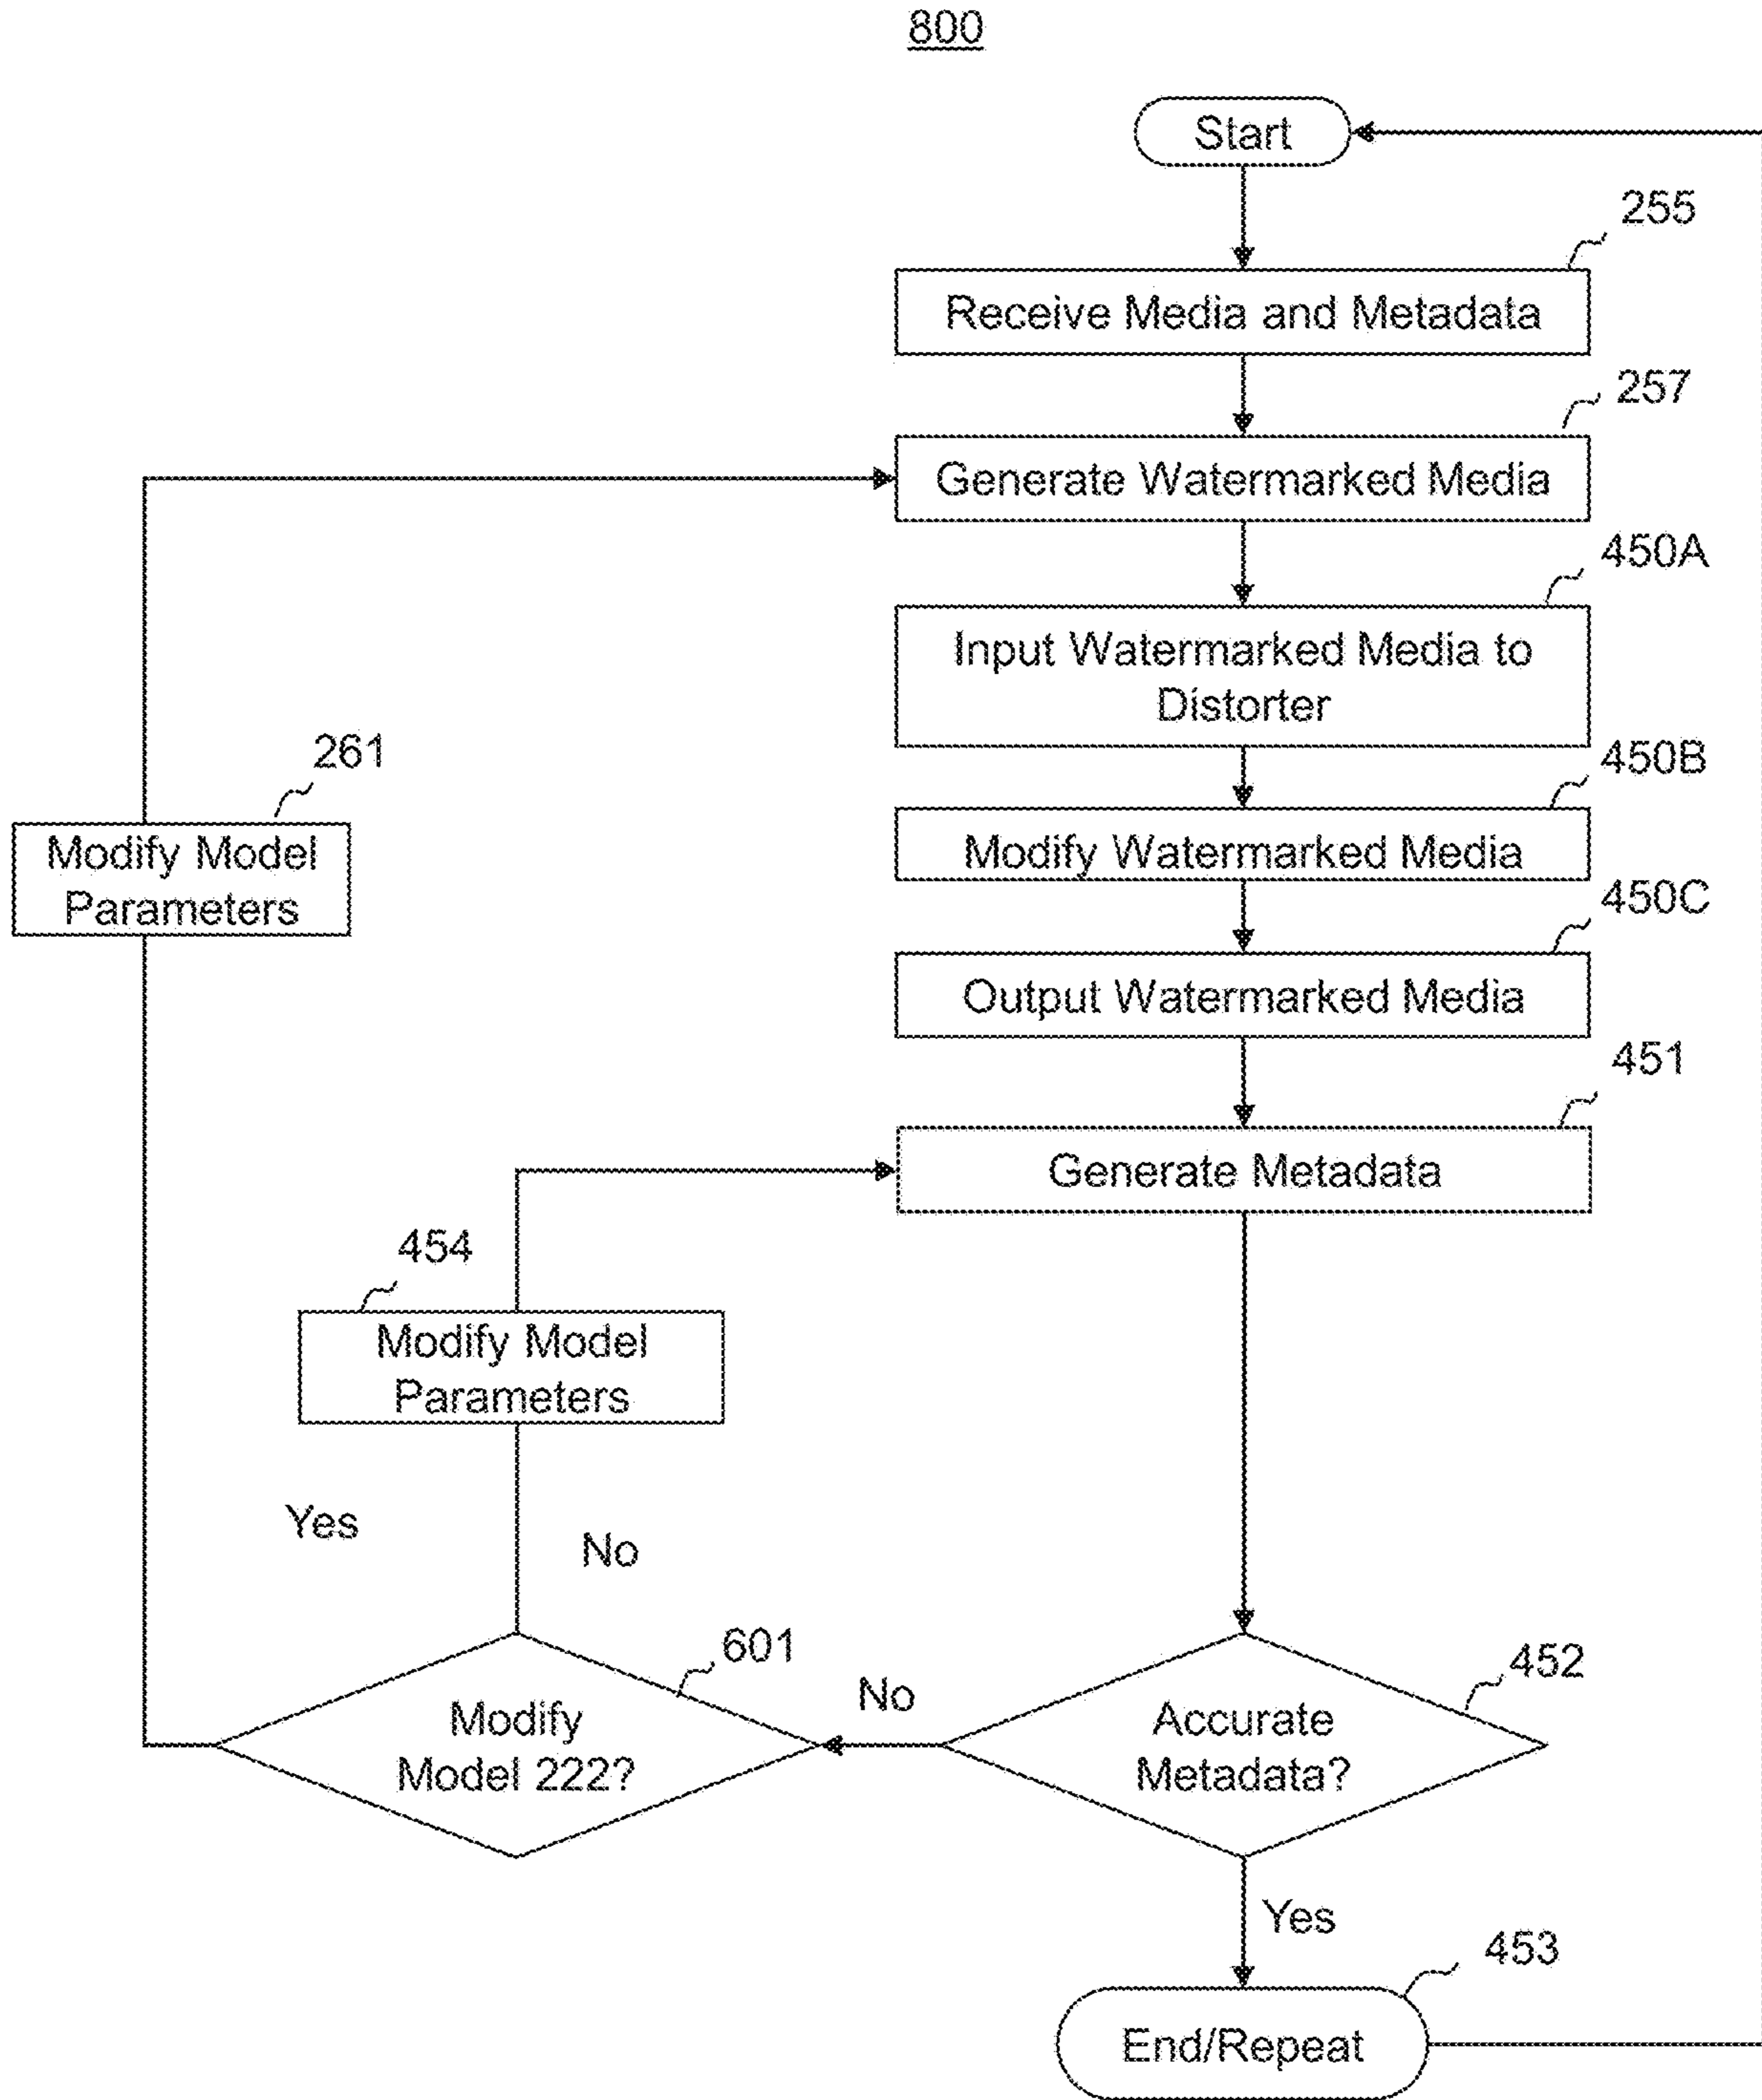 800
Start
255
Receive Media and Metadata
257
Generate Watermarked Media
450A
Input Watermarked Media to
Distorter
261
Modify Model
Parameters
450B
Modify Watermarked Media
450C
Output Watermarked Media
451
Generate Metadata
454
Modify Model
Parameters
Yes
No
601
Modify
Model 222?
No
452
Accurate
Metadata?
Yes
453
End/Repeat